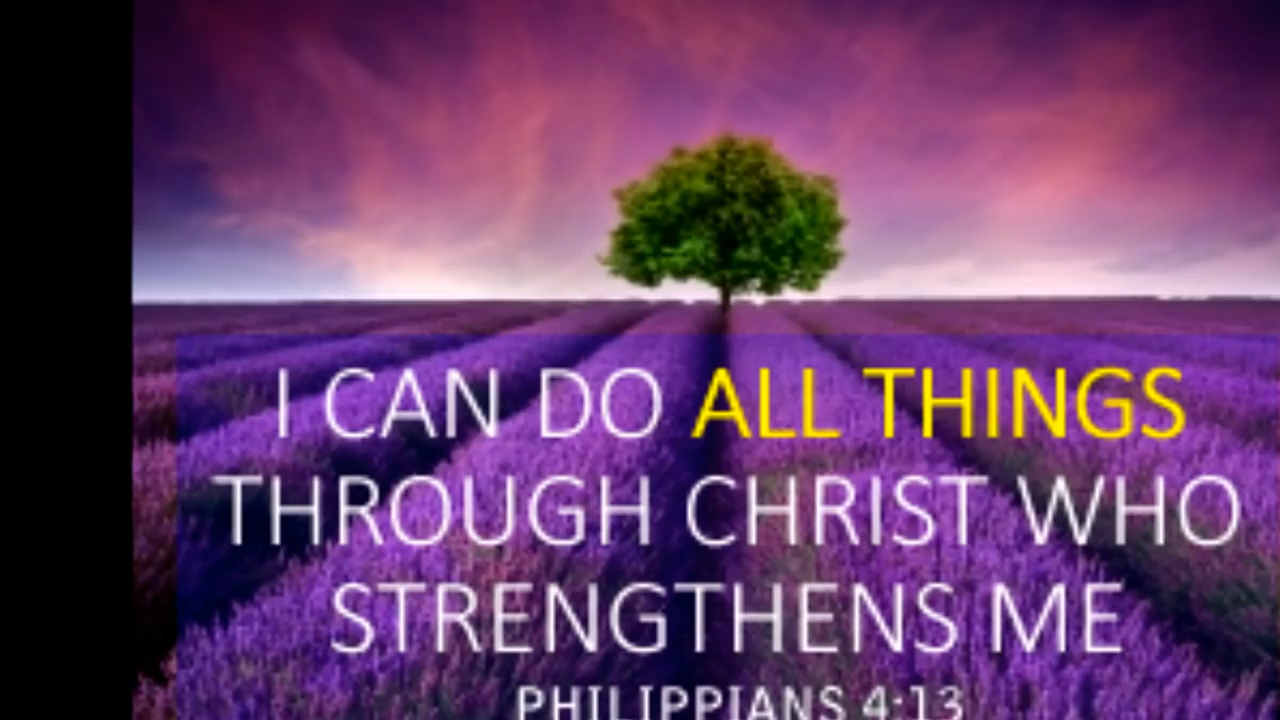 I CAN DO ALL THINGS
THROUGH CHRIST WHO
STRENGTHENS ME
PHILIPPIANS 4:13